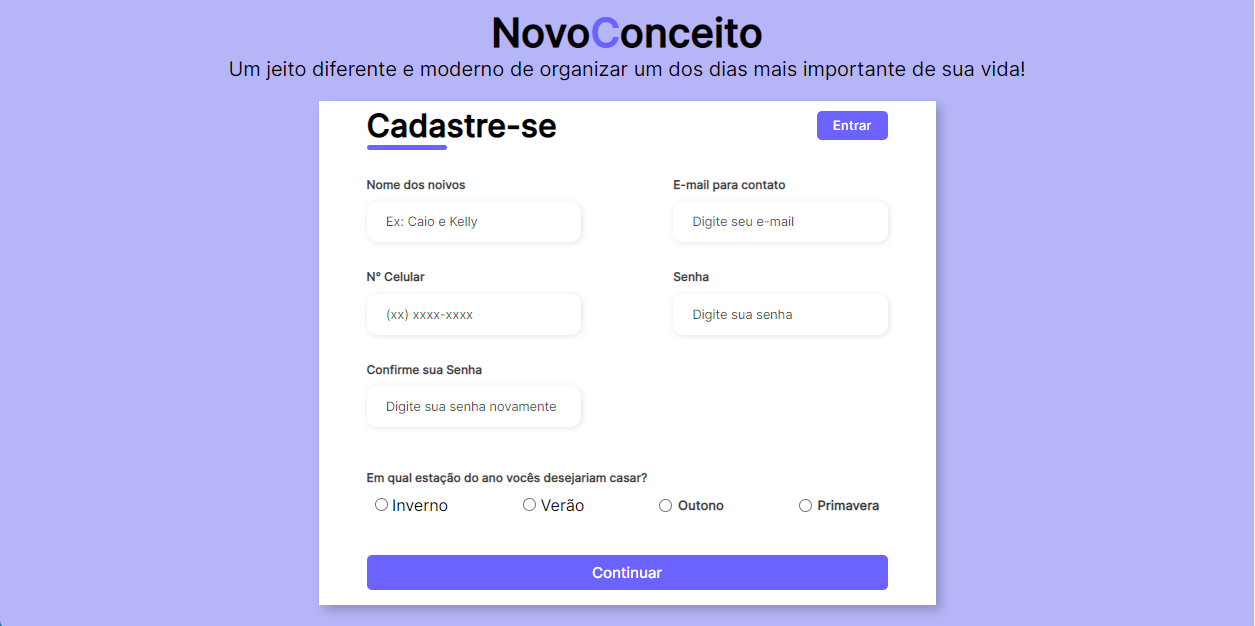 NovoConceito
Um jeito diferente e moderno de organizar um dos dias mais importante de sua vida!
Cadastre-se
Entrar
Nome dos noivos
E-mail para contato
Ex: Caio e Kelly
Digite seu e-mail
N° Celular
Senha
(xx) xxxx-xxxx
Digite sua senha
Confirme sua Senha
Digite sua senha novamente
Em qual estação do ano vocês desejariam casar?
Inverno
Verão
Outono
Primavera
Continuar